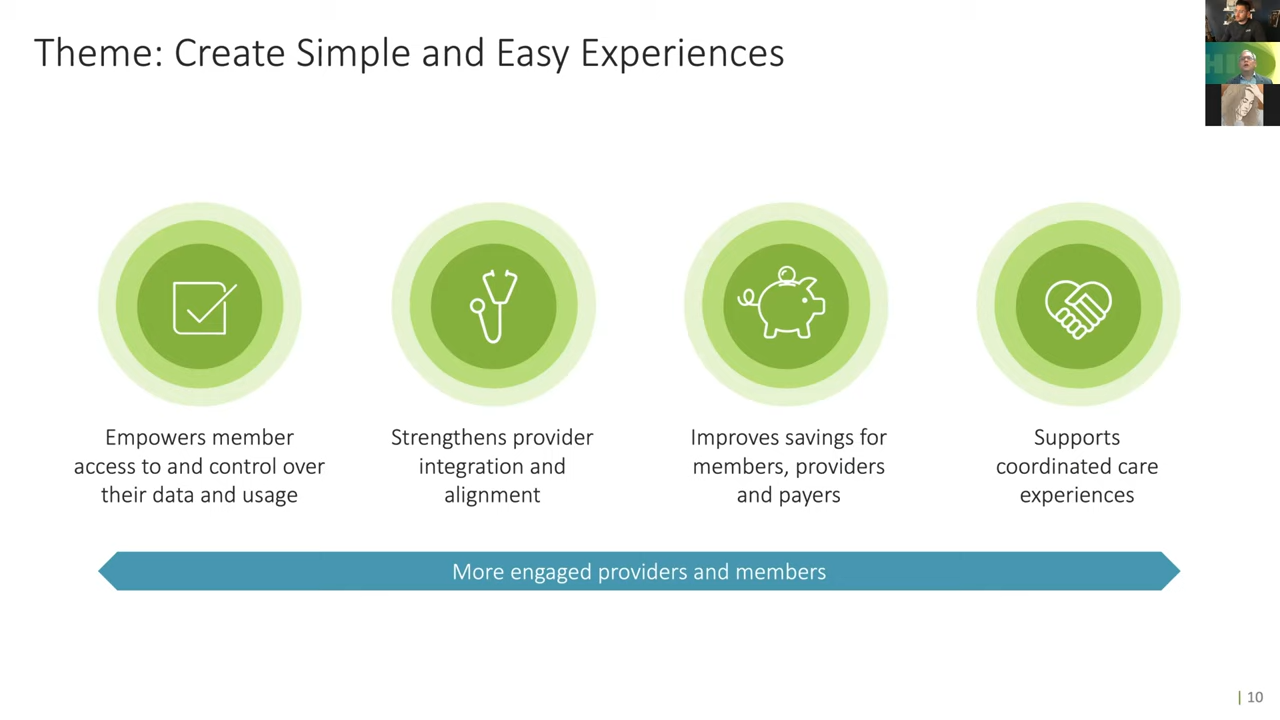 Theme: Create Simple and Easy Experiences
Empowers member
access to and control over
their data and usage
Strengthens provider
integration and
alignment
Improves savings for
members, providers
and payers
Supports
coordinated care
experiences
More engaged providers and members
| 10